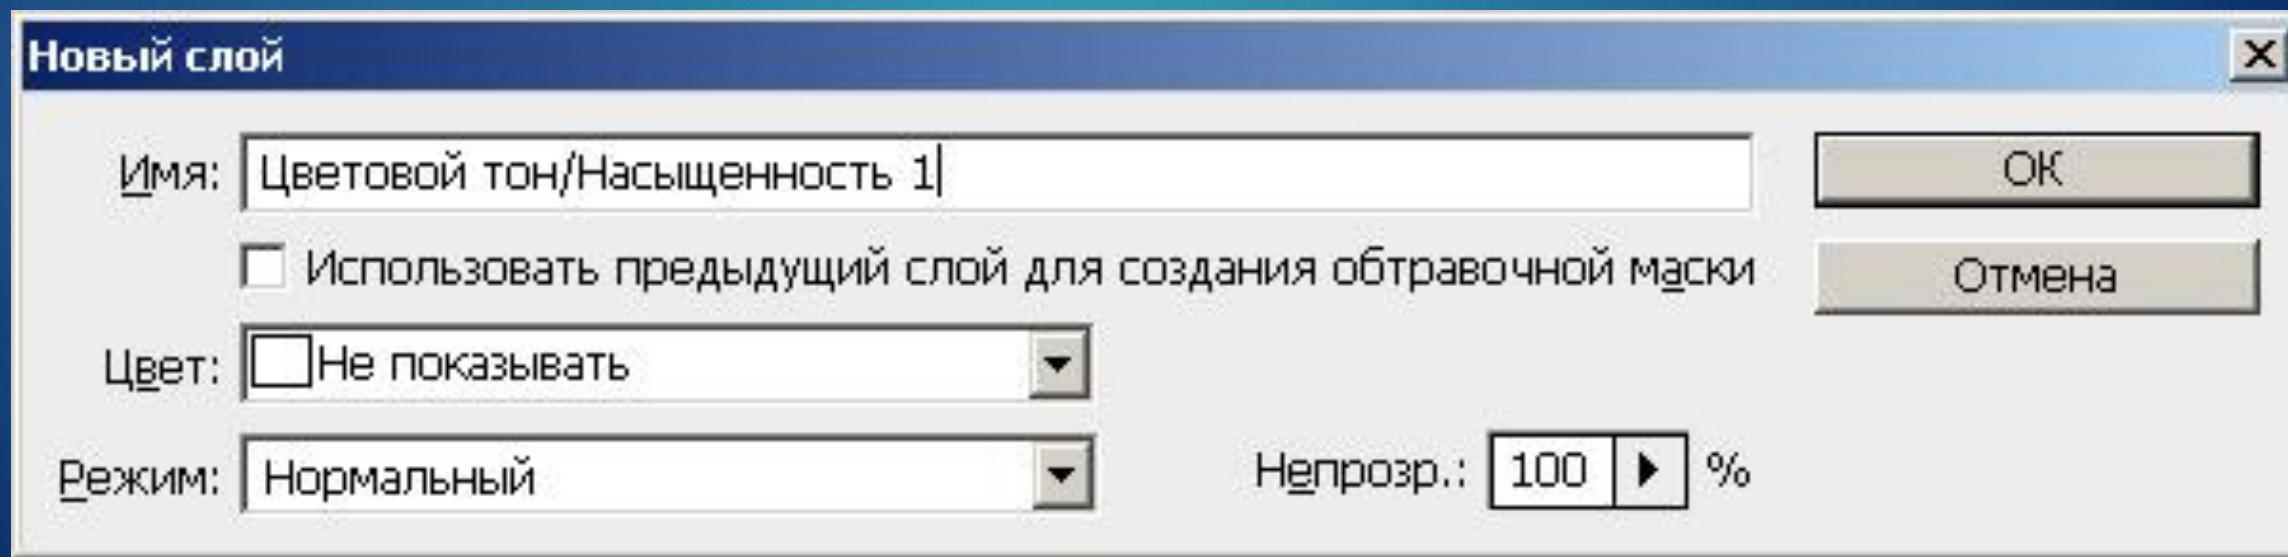 Новый слой
Имя: Цветовой тон/Насыщенность 1
ОК
Использовать предыдущий слой для создания обтравочной маски
Отмена
Цвет: Не показывать
Режим: Нормальный
Непрозр.: 100 %